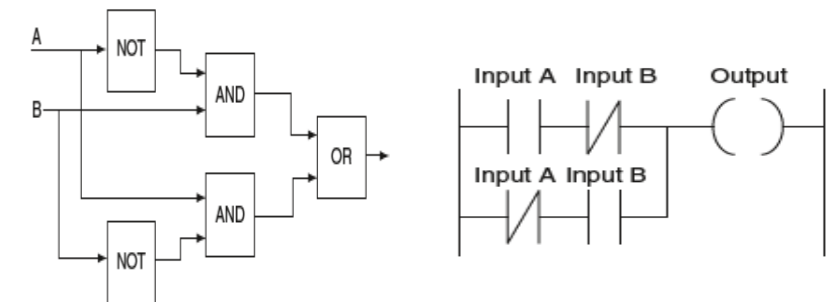 A
NOT
AND
B
OR
AND
NOT
Input A Input B Output
Input A Input B